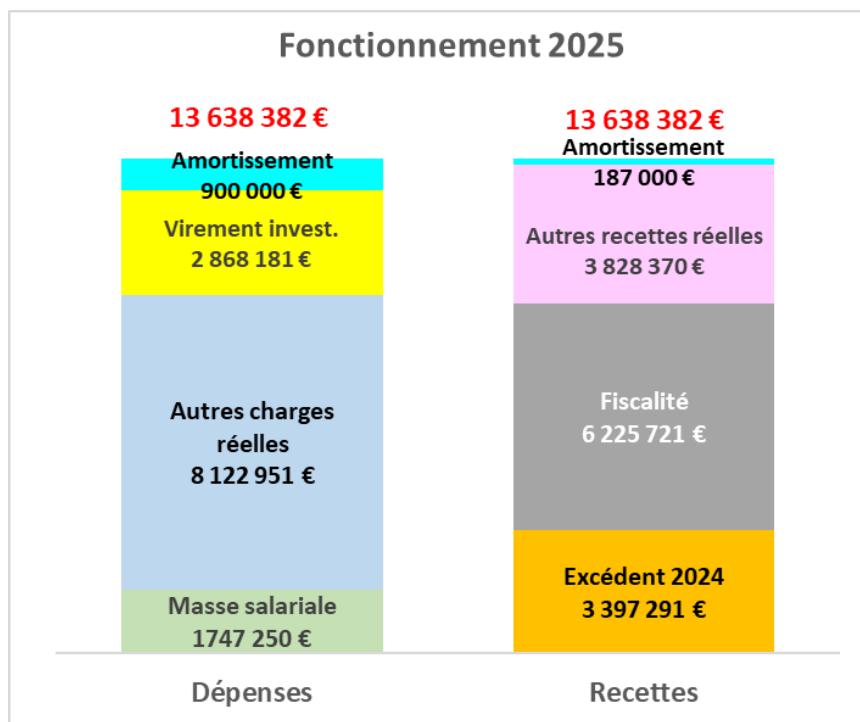 Fonctionnement 2025
13 638 382 €
Amortissement
900 000 €
Virement invest.
2 868 181 €
Autres charges
réelles
8 122 951 €
Masse salariale
1747 250 €
Dépenses
13 638 382 €
Amortissement
187 000 €
Autres recettes réelles
3 828 370 €
Fiscalité
6 225 721 €
Excédent 2024
3 397 291 €
Recettes